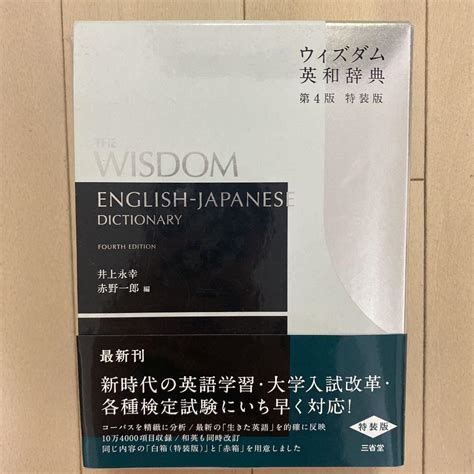 ウィズダム
英和辞典
第4版 特装版
THE
WISDOM
ENGLISH-JAPANESE
DICTIONARY
FOURTH EDITION
井上永幸
赤野一郎 編
最新刊
新時代の英語学習・大学入試改革・
各種検定試験にいち早く対応!
コーパスを精緻に分析/最新の「生きた英語」を的確に反映
10万4000項目収録/和英も同時改訂
同じ内容の「白箱(特装版)」と「赤箱」を用意しました
特装版
三省堂